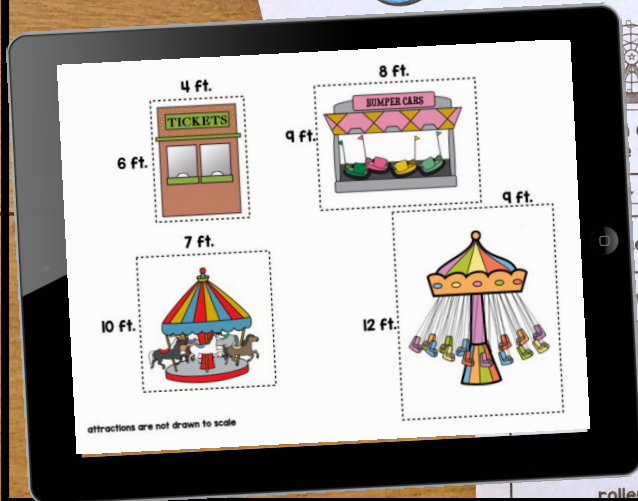 4 ft.
TICKETS
6 ft.
8 ft.
BUMPER CARS
9 ft.
7 ft.
10 ft.
9 ft.
12 ft.
attractions are not drawn to scale
rolle